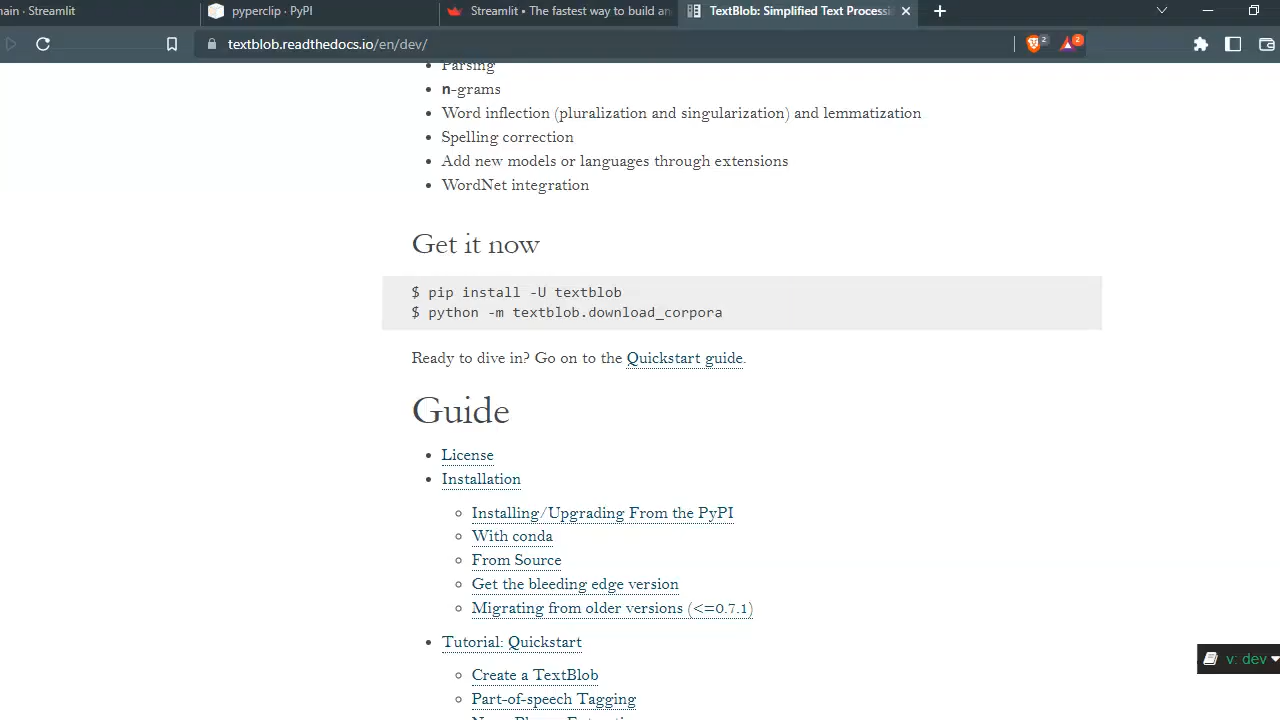 ain · Streamlit
pyperclip · PyPI
Streamlit • The fastest way to build an
TextBlob: Simplified Text Processi
textblob.readthedocs.io/en/dev/
2
2
Parsing
n-grams
Word inflection (pluralization and singularization) and lemmatization
Spelling correction
Add new models or languages through extensions
WordNet integration
Get it now
$ pip install -U textblob
$ python -m textblob.download_corpora
Ready to dive in? Go on to the Quickstart guide.
Guide
License
Installation
Installing/Upgrading From the PyPI
With conda
From Source
Get the bleeding edge version
Migrating from older versions (<=0.7.1)
Tutorial: Quickstart
Create a TextBlob
Part-of-speech Tagging
v: dev